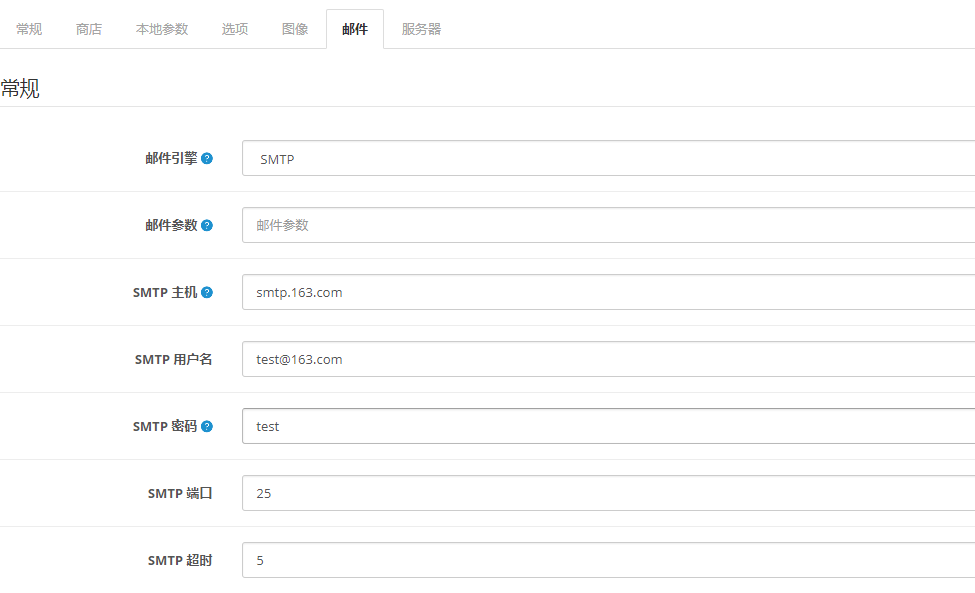 常规 商店 本地参数 选项 图像 邮件 服务器
常规
邮件引擎 ? SMTP
邮件参数 ? 邮件参数
SMTP 主机 ? smtp.163.com
SMTP 用户名 test@163.com
SMTP 密码 ? test
SMTP 端口 25
SMTP 超时 5